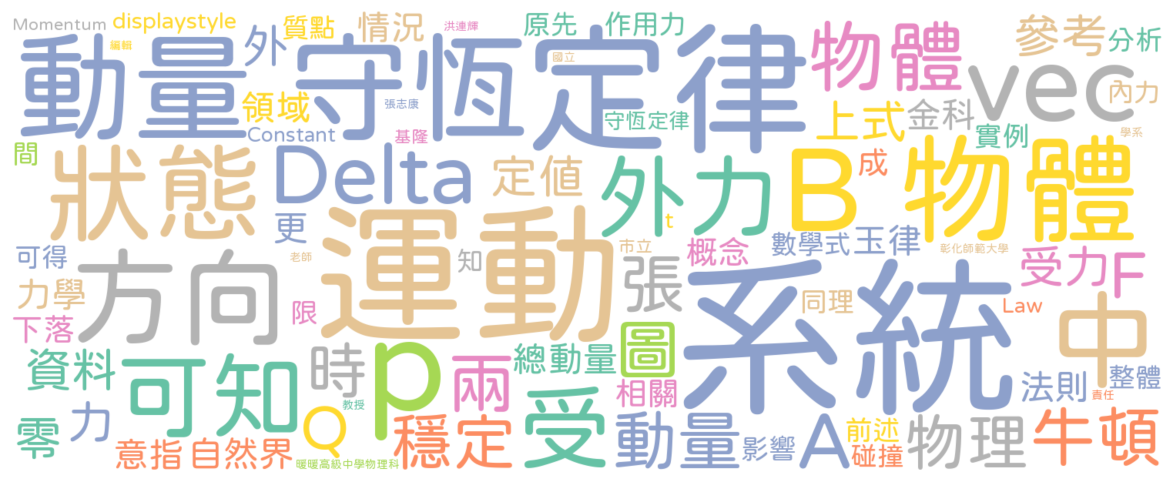 Momentum
displaystyle
編輯
外
質點
情況
洪連輝
原先
作用力
國立
物體
參考
分析
動量守恆定律
vec
內力
領域
張志康
Constant
基隆
守恆定律
上式
金科
實例
學系
間
狀態
Delta
定值
外力
B
成
物體
更
t
可得
老師
方向
運動
知
市立
張
概念
數學式
玉律
彰化師範大學
受力
F
力學
限
系統
同理
Law
中
下落
資料
可知
時
p
兩
總動量
圖
相關
法則
整體
責任
零
力
意指
自然界
Q
教授
暖暖高級中學物理科
穩定
受
動量
影響
A
前述
碰撞
物理
牛頓